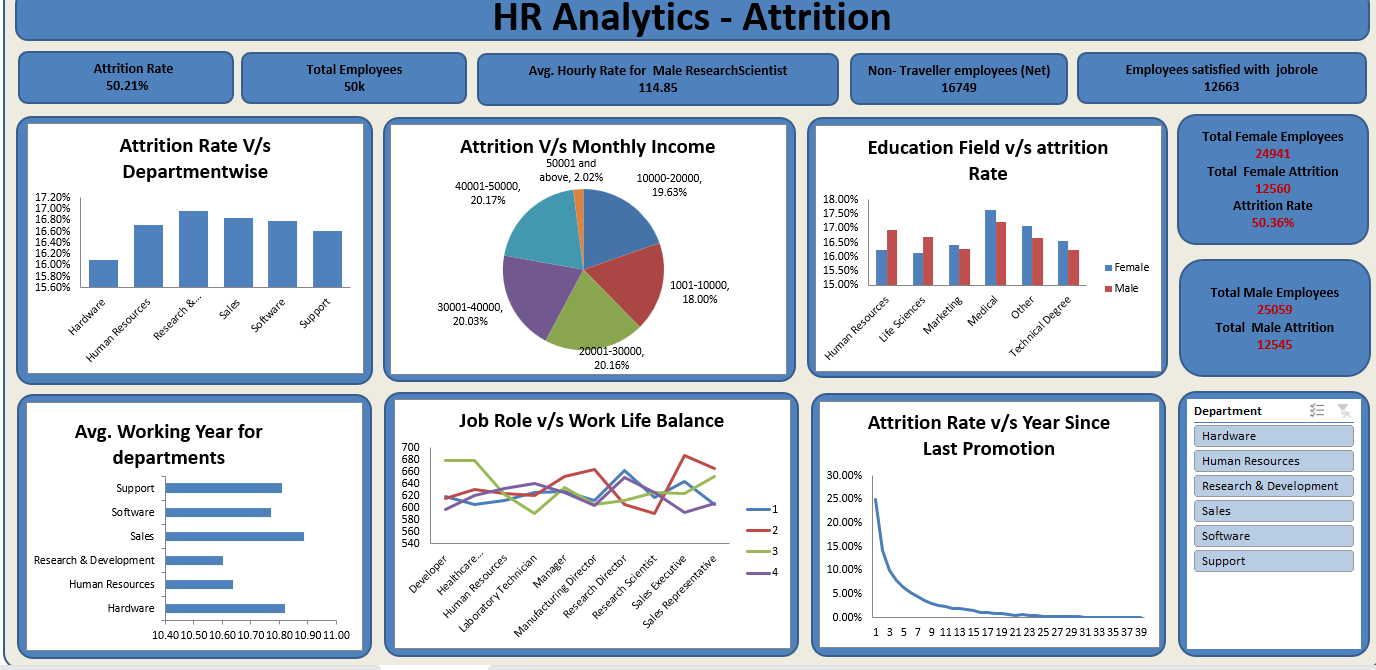 HR Analytics - Attrition
Attrition Rate
50.21%
Total Employees
50k
Avg. Hourly Rate for  Male ResearchScientist
114.85
Non- Traveller employees (Net)
16749
Employees satisfied with  jobrole
12663
Attrition Rate V/s
Departmentwise
17.20%
17.00%
16.80%
16.60%
16.40%
16.20%
16.00%
15.80%
15.60%
Hardware
Human Resources
Research &...
Sales
Software
Support
Attrition V/s Monthly Income
50001 and
above, 2.02%
10000-20000,
19.63%
40001-50000,
20.17%
1001-10000,
18.00%
30001-40000,
20.03%
20001-30000,
20.16%
Education Field v/s attrition
Rate
18.00%
17.50%
17.00%
16.50%
16.00%
15.50%
15.00%
Human Resources
Life Sciences
Marketing
Medical
Other
Technical Degree
Female
Male
Total Female Employees
24941
Total  Female Attrition
12560
Attrition Rate
50.36%
Total Male Employees
25059
Total  Male Attrition
12545
Avg. Working Year for
departments
Support
Software
Sales
Research & Development
Human Resources
Hardware
10.40 10.50 10.60 10.70 10.80 10.90 11.00
Job Role v/s Work Life Balance
700
680
660
640
620
600
580
560
540
Developer
Healthcare...
Human Resources
Laboratory Technician
Manager
Manufacturing Director
Research Director
Research Scientist
Sales Executive
Sales Representative
1
2
3
4
Attrition Rate v/s Year Since
Last Promotion
30.00%
25.00%
20.00%
15.00%
10.00%
5.00%
0.00%
1 3 5 7 9 11 13 15 17 19 21 23 25 27 29 31 33 35 37 39
Department
Hardware
Human Resources
Research & Development
Sales
Software
Support